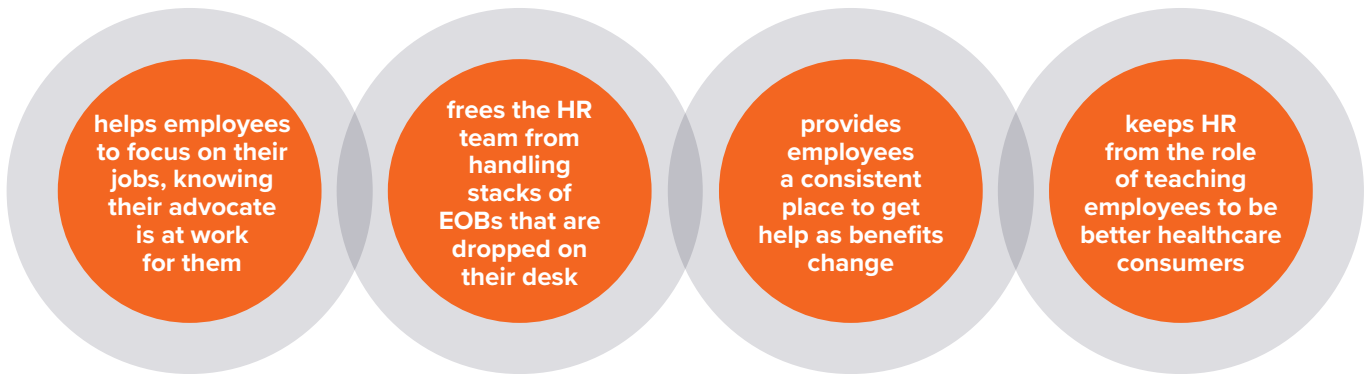 helps employees
to focus on their
jobs, knowing
their advocate
is at work
for them
frees the HR
team from
handling
stacks of
EOBs that are
dropped on
their desk
provides
employees
a consistent
place to get
help as benefits
change
keeps HR
from the role
of teaching
employees to be
better healthcare
consumers